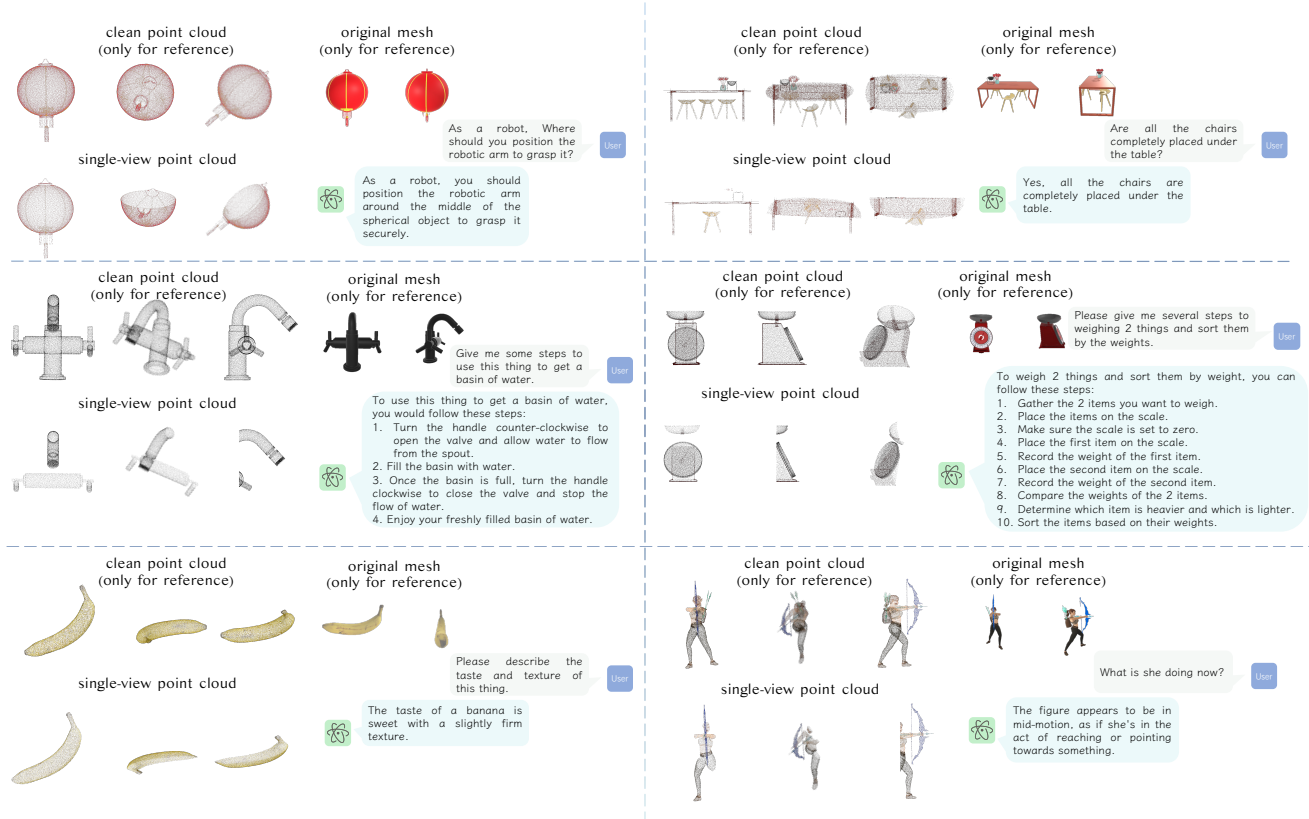 clean point cloud
(only for reference)
original mesh
(only for reference)
As a robot, Where
should you position the
robotic arm to grasp it?
User
single-view point cloud
As a robot, you should
position the robotic arm
around the middle of the
spherical object to grasp it
securely.
clean point cloud
(only for reference)
original mesh
(only for reference)
Are all the chairs
completely placed under
the table?
User
single-view point cloud
Yes, all the chairs are
completely placed under the
table.
clean point cloud
(only for reference)
original mesh
(only for reference)
Give me some steps to
use this thing to get a
basin of water.
User
single-view point cloud
To use this thing to get a basin of water,
you would follow these steps:
1. Turn the handle counter-clockwise to
open the valve and allow water to flow
from the spout.
2. Fill the basin with water.
3. Once the basin is full, turn the handle
clockwise to close the valve and stop the
flow of water.
4. Enjoy your freshly filled basin of water.
clean point cloud
(only for reference)
original mesh
(only for reference)
Please give me several steps to
weighing 2 things and sort them
by the weights.
User
single-view point cloud
To weigh 2 things and sort them by weight, you can
follow these steps:
1. Gather the 2 items you want to weigh.
2. Place the items on the scale.
3. Make sure the scale is set to zero.
4. Place the first item on the scale.
5. Record the weight of the first item.
6. Place the second item on the scale.
7. Record the weight of the second item.
8. Compare the weights of the 2 items.
9. Determine which item is heavier and which is lighter.
10. Sort the items based on their weights.
clean point cloud
(only for reference)
original mesh
(only for reference)
Please describe the
taste and texture of
this thing.
User
single-view point cloud
The taste of a banana is
sweet with a slightly firm
texture.
clean point cloud
(only for reference)
original mesh
(only for reference)
What is she doing now?
User
single-view point cloud
The figure appears to be in
mid-motion, as if she's in the
act of reaching or pointing
towards something.